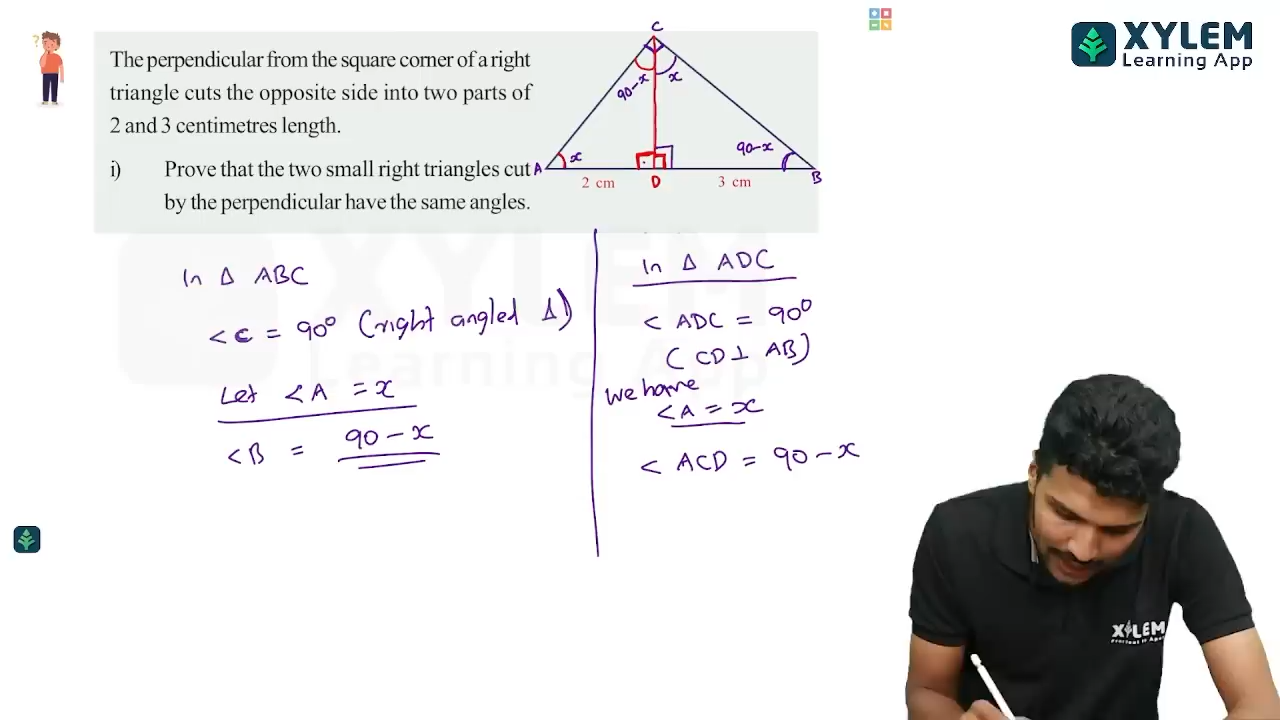 XYLEM
Learning App
The perpendicular from the square corner of a right
triangle cuts the opposite side into two parts of
2 and 3 centimetres length.
i) Prove that the two small right triangles cut
by the perpendicular have the same angles.
C
90-x x
A x 90-x B
2 cm D 3 cm
In Δ ABC
<C = 90° (right angled Δ)
Let <A = x
<B = 90-x
In Δ ADC
< ADC = 90°
( CD ⊥ AB)
We have
<A = x
< ACD = 90-x
XYLEM
Learning App
XYLEM